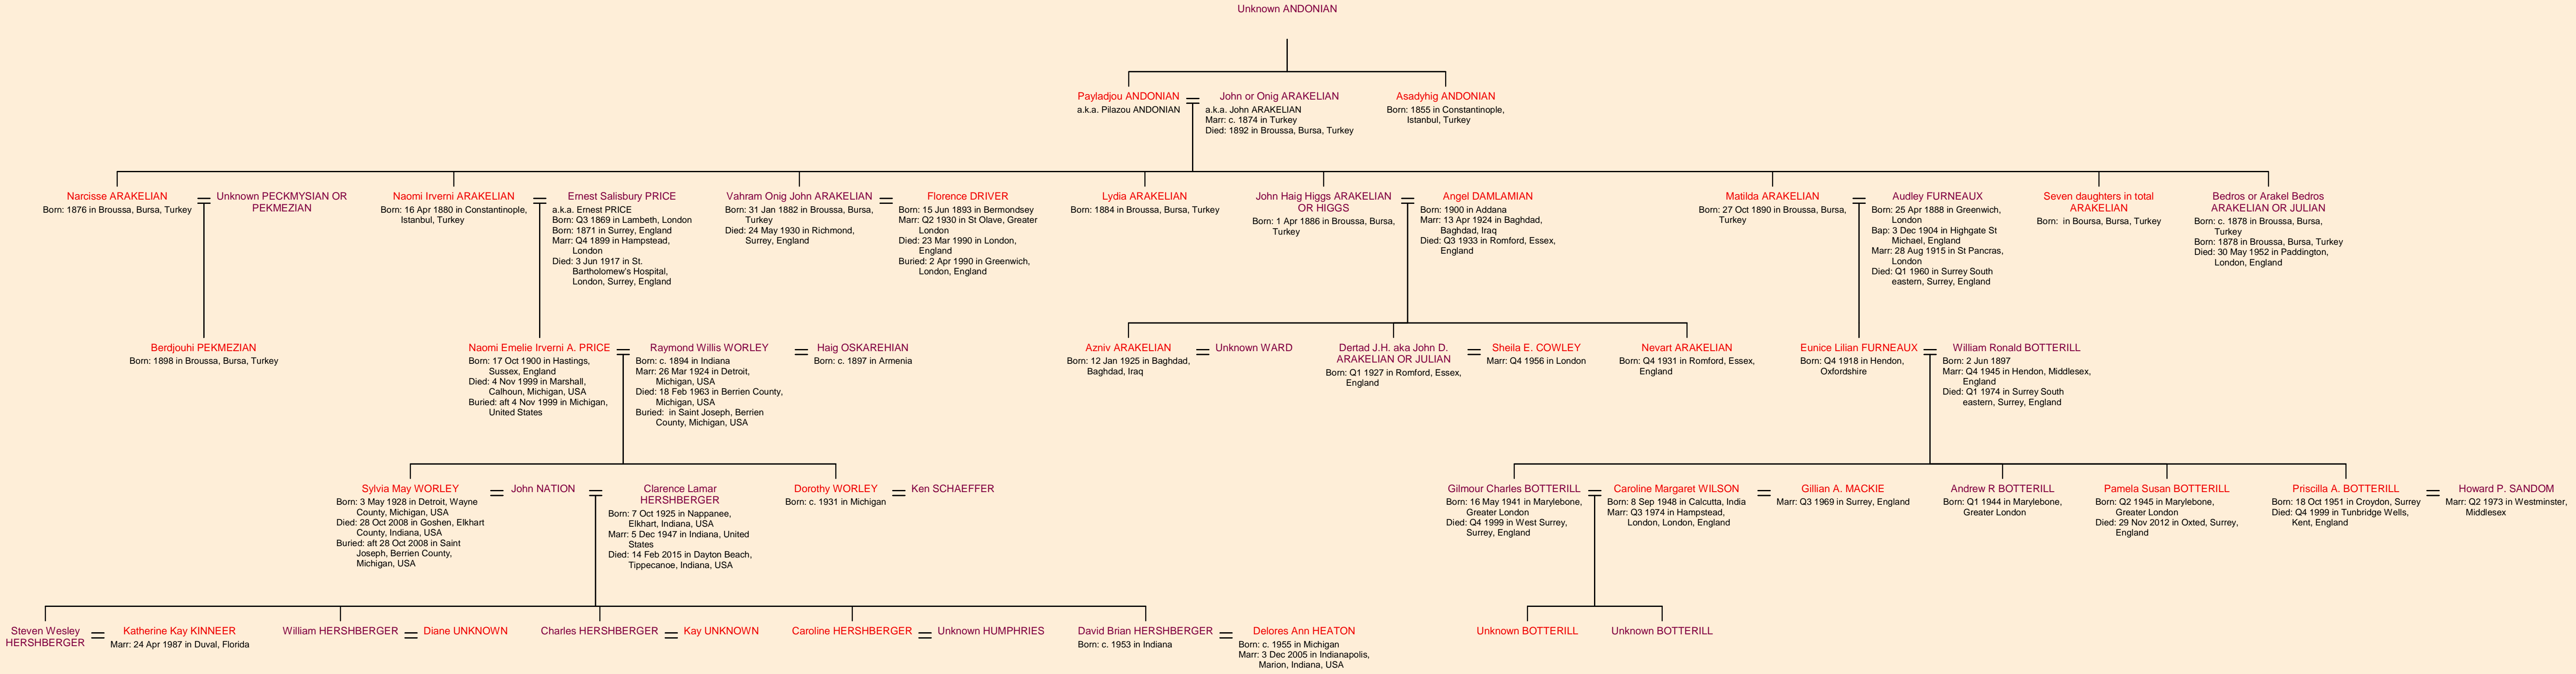 Unknown ANDONIAN
Payladjou ANDONIAN
a.k.a. Pilazou ANDONIAN
=
John or Onig ARAKELIAN
a.k.a. John ARAKELIAN
Marr: c. 1874 in Turkey
Died: 1892 in Broussa, Bursa, Turkey
Asadyhig ANDONIAN
Born: 1855 in Constantinople,
Istanbul, Turkey
Narcisse ARAKELIAN
Born: 1876 in Broussa, Bursa, Turkey
=
Unknown PECKMYSIAN OR
PEKMEZIAN
Naomi Irverni ARAKELIAN
Born: 16 Apr 1880 in Constantinople,
Istanbul, Turkey
=
Ernest Salisbury PRICE
a.k.a. Ernest PRICE
Born: Q3 1869 in Lambeth, London
Born: 1871 in Surrey, England
Marr: Q4 1899 in Hampstead,
London
Died: 3 Jun 1917 in St.
Bartholomew's Hospital,
London, Surrey, England
Vahram Onig John ARAKELIAN
Born: 31 Jan 1882 in Broussa, Bursa,
Turkey
Died: 24 May 1930 in Richmond,
Surrey, England
=
Florence DRIVER
Born: 15 Jun 1893 in Bermondsey
Marr: Q2 1930 in St Olave, Greater
London
Died: 23 Mar 1990 in London,
England
Buried: 2 Apr 1990 in Greenwich,
London, England
Lydia ARAKELIAN
Born: 1884 in Broussa, Bursa, Turkey
John Haig Higgs ARAKELIAN
OR HIGGS
Born: 1 Apr 1886 in Broussa, Bursa,
Turkey
=
Angel DAMLAMIAN
Born: 1900 in Addana
Marr: 13 Apr 1924 in Baghdad,
Baghdad, Iraq
Died: Q3 1933 in Romford, Essex,
England
Matilda ARAKELIAN
Born: 27 Oct 1890 in Broussa, Bursa,
Turkey
=
Audley FURNEAUX
Born: 25 Apr 1888 in Greenwich,
London
Bap: 3 Dec 1904 in Highgate St
Michael, England
Marr: 28 Aug 1915 in St Pancras,
London
Died: Q1 1960 in Surrey South
eastern, Surrey, England
Seven daughters in total
ARAKELIAN
Born:  in Boursa, Bursa, Turkey
Bedros or Arakel Bedros
ARAKELIAN OR JULIAN
Born: c. 1878 in Broussa, Bursa,
Turkey
Born: 1878 in Broussa, Bursa, Turkey
Died: 30 May 1952 in Paddington,
London, England
Berdjouhi PEKMEZIAN
Born: 1898 in Broussa, Bursa, Turkey
Naomi Emelie Irverni A. PRICE
Born: 17 Oct 1900 in Hastings,
Sussex, England
Died: 4 Nov 1999 in Marshall,
Calhoun, Michigan, USA
Buried: aft 4 Nov 1999 in Michigan,
United States
=
Raymond Willis WORLEY
Born: c. 1894 in Indiana
Marr: 26 Mar 1924 in Detroit,
Michigan, USA
Died: 18 Feb 1963 in Berrien County,
Michigan, USA
Buried:  in Saint Joseph, Berrien
County, Michigan, USA
=
Haig OSKAREHIAN
Born: c. 1897 in Armenia
Azniv ARAKELIAN
Born: 12 Jan 1925 in Baghdad,
Baghdad, Iraq
=
Unknown WARD
Dertad J.H. aka John D.
ARAKELIAN OR JULIAN
Born: Q1 1927 in Romford, Essex,
England
=
Sheila E. COWLEY
Marr: Q4 1956 in London
Nevart ARAKELIAN
Born: Q4 1931 in Romford, Essex,
England
Eunice Lilian FURNEAUX
Born: Q4 1918 in Hendon,
Oxfordshire
=
William Ronald BOTTERILL
Born: 2 Jun 1897
Marr: Q4 1945 in Hendon, Middlesex,
England
Died: Q1 1974 in Surrey South
eastern, Surrey, England
Sylvia May WORLEY
Born: 3 May 1928 in Detroit, Wayne
County, Michigan, USA
Died: 28 Oct 2008 in Goshen, Elkhart
County, Indiana, USA
Buried: aft 28 Oct 2008 in Saint
Joseph, Berrien County,
Michigan, USA
=
John NATION
=
Clarence Lamar
HERSHBERGER
Born: 7 Oct 1925 in Nappanee,
Elkhart, Indiana, USA
Marr: 5 Dec 1947 in Indiana, United
States
Died: 14 Feb 2015 in Dayton Beach,
Tippecanoe, Indiana, USA
Dorothy WORLEY
Born: c. 1931 in Michigan
=
Ken SCHAEFFER
Gilmour Charles BOTTERILL
Born: 16 May 1941 in Marylebone,
Greater London
Died: Q4 1999 in West Surrey,
Surrey, England
=
Caroline Margaret WILSON
Born: 8 Sep 1948 in Calcutta, India
Marr: Q3 1974 in Hampstead,
London, London, England
=
Gillian A. MACKIE
Marr: Q3 1969 in Surrey, England
Andrew R BOTTERILL
Born: Q1 1944 in Marylebone,
Greater London
Pamela Susan BOTTERILL
Born: Q2 1945 in Marylebone,
Greater London
Died: 29 Nov 2012 in Oxted, Surrey,
England
Priscilla A. BOTTERILL
Born: 18 Oct 1951 in Croydon, Surrey
Died: Q4 1999 in Tunbridge Wells,
Kent, England
=
Howard P. SANDOM
Marr: Q2 1973 in Westminster,
Middlesex
Steven Wesley
HERSHBERGER
=
Katherine Kay KINNEER
Marr: 24 Apr 1987 in Duval, Florida
William HERSHBERGER
=
Diane UNKNOWN
Charles HERSHBERGER
=
Kay UNKNOWN
Caroline HERSHBERGER
=
Unknown HUMPHRIES
David Brian HERSHBERGER
Born: c. 1953 in Indiana
=
Delores Ann HEATON
Born: c. 1955 in Michigan
Marr: 3 Dec 2005 in Indianapolis,
Marion, Indiana, USA
Unknown BOTTERILL
Unknown BOTTERILL